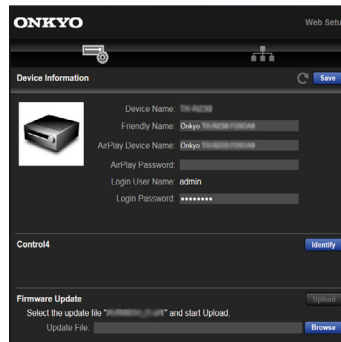 ONKYO
Web Setu
Device Information
Save
Device Name:
Friendly Name: Onkyo
AirPlay Device Name: Onkyo
AirPlay Password:
Login User Name: admin
Login Password: ••••••••
Control4
Identify
Firmware Update
Upload
Select the update file " " and start Upload.
Update File:
Browse